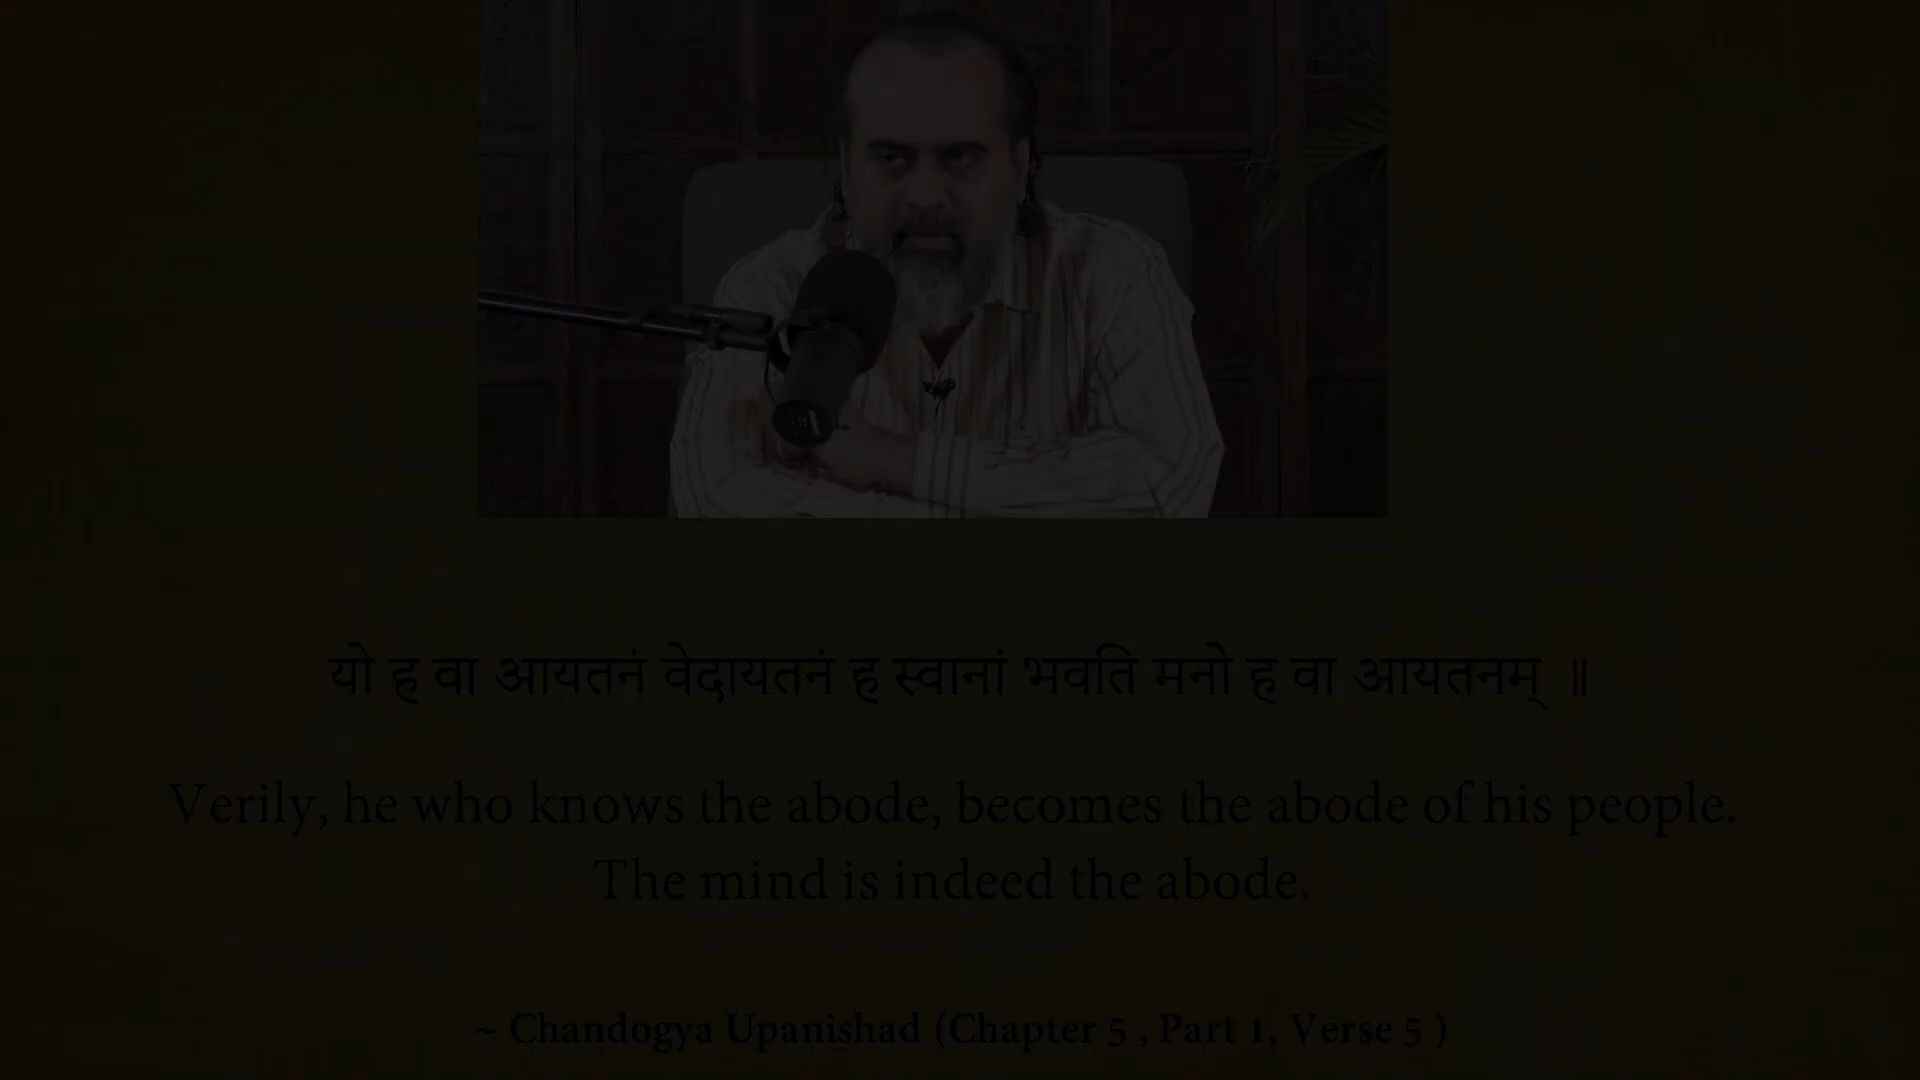 यो ह वा आयतनं वेदायतनं ह स्वानां भवति मनो ह वा आयतनम् ॥
Verily, he who knows the abode, becomes the abode of his people.
The mind is indeed the abode.
~ Chandogya Upanishad (Chapter 5 , Part 1, Verse 5 )